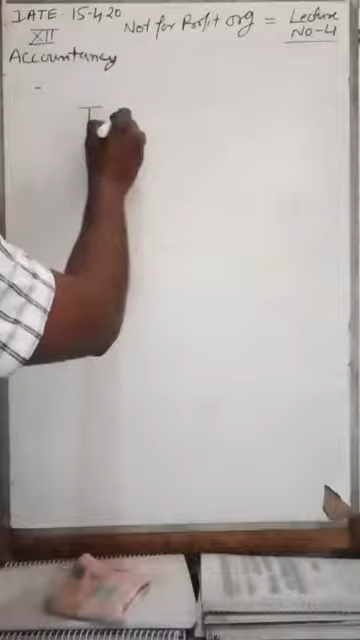 DATE - 15-4-20 Not for Profit org = Lecture
XII NO-4
Accountancy
-
I